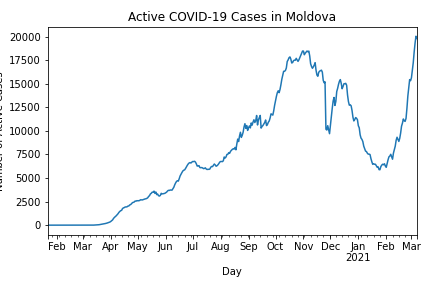 Active COVID-19 Cases in Moldova
Number of Active Cases
20000
17500
15000
12500
10000
7500
5000
2500
0
Feb Mar Apr May Jun Jul Aug Sep Oct Nov Dec Jan Feb Mar
2021
Day